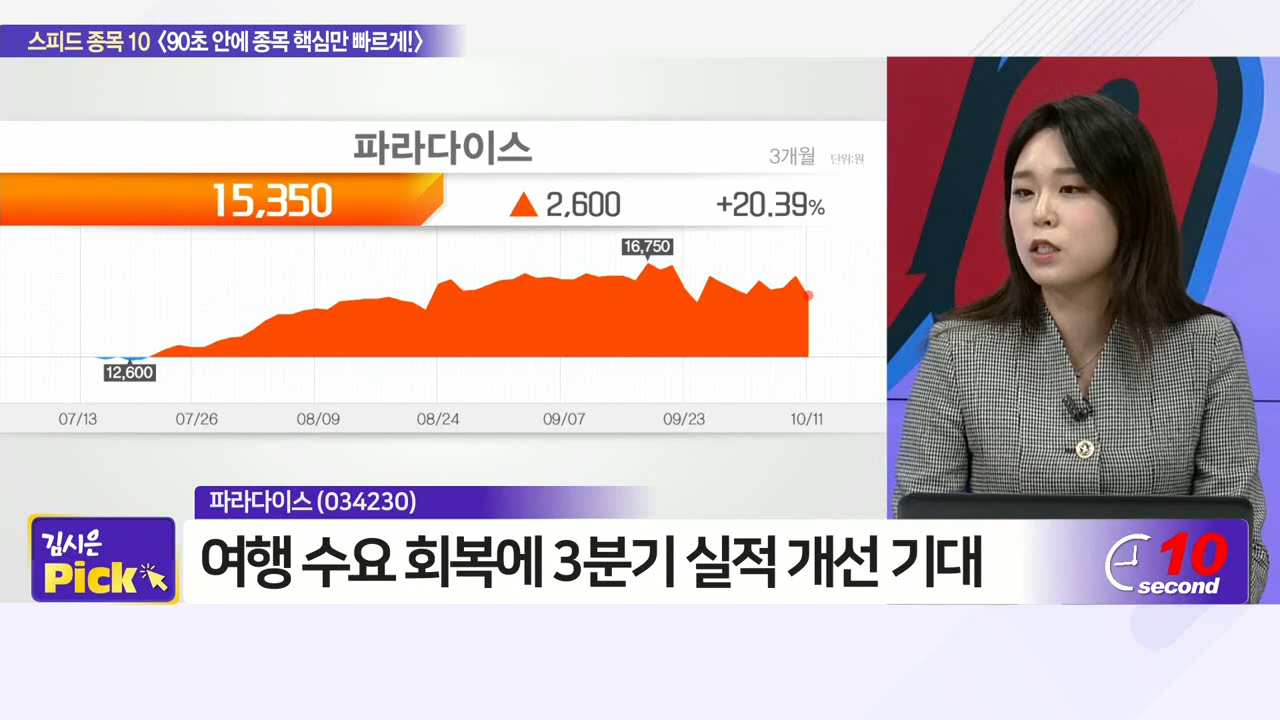 스피드 종목 10 〈90초 안에 종목 핵심만 빠르게!〉
파라다이스
3개월 단위:원
15,350 ▲ 2,600 +20.39%
16,750
12,600
07/13 07/26 08/09 08/24 09/07 09/23 10/11
파라다이스 (034230)
김시은
Pick
여행 수요 회복에 3분기 실적 개선 기대
10
second